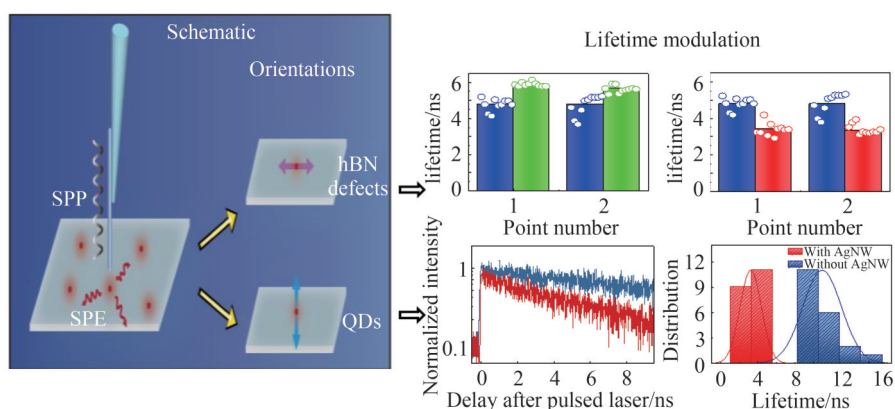 Schematic
Orientations
SPP
SPE
hBN
defects
QDs
Lifetime modulation
lifetime/ns
6
4
2
0
1
2
Point number
lifetime/ns
6
4
2
0
1
2
Point number
Normalized intensity
1
0.1
0
2
4
6
8
Delay after pulsed laser/ns
Distribution
12
9
6
3
0
With AgNW
Without AgNW
0
4
8
12
16
Lifetime/ns